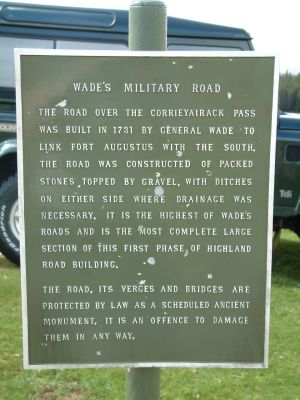 WADE'S MILITARY ROAD
THE ROAD OVER THE CORRIEYAIRACK PASS
WAS BUILT IN 1731 BY GENERAL WADE TO
LINK FORT AUGUSTUS WITH THE SOUTH.
THE ROAD WAS CONSTRUCTED OF PACKED
STONES TOPPED BY GRAVEL, WITH DITCHES
ON EITHER SIDE WHERE DRAINAGE WAS
NECESSARY. IT IS THE HIGHEST OF WADE'S
ROADS AND IS THE MOST COMPLETE LARGE
SECTION OF THIS FIRST PHASE OF HIGHLAND
ROAD BUILDING.
THE ROAD, ITS VERGES AND BRIDGES ARE
PROTECTED BY LAW AS A SCHEDULED ANCIENT
MONUMENT. IT IS AN OFFENCE TO DAMAGE
THEM IN ANY WAY.
Tdi